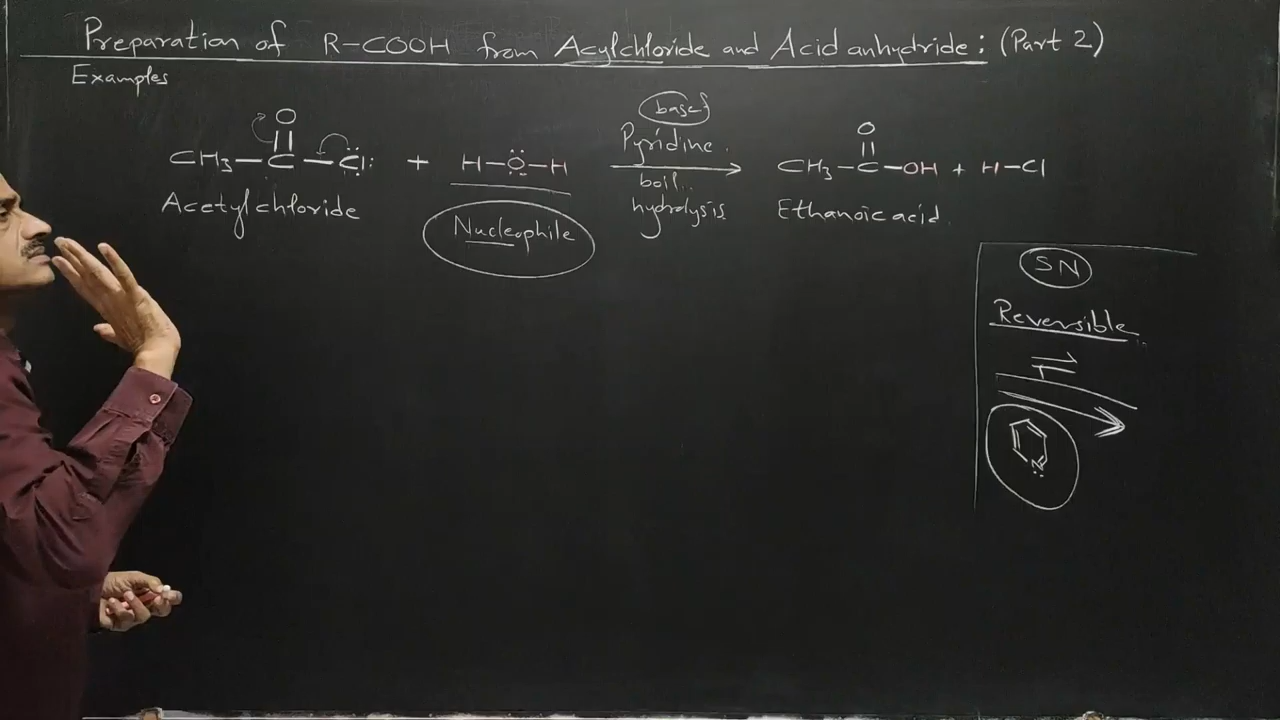 Preparation of R-COOH from Acylchloride and Acid anhydride: (Part 2)
Examples
O
CH₃-C-Cl: + H-O-H
base
Pyridine.
boil..
hydrolysis
O
CH₃-C-OH + H-Cl
Acetylchloride
Nucleophile
Ethanoic acid.
SN
Reversible
⇌
N